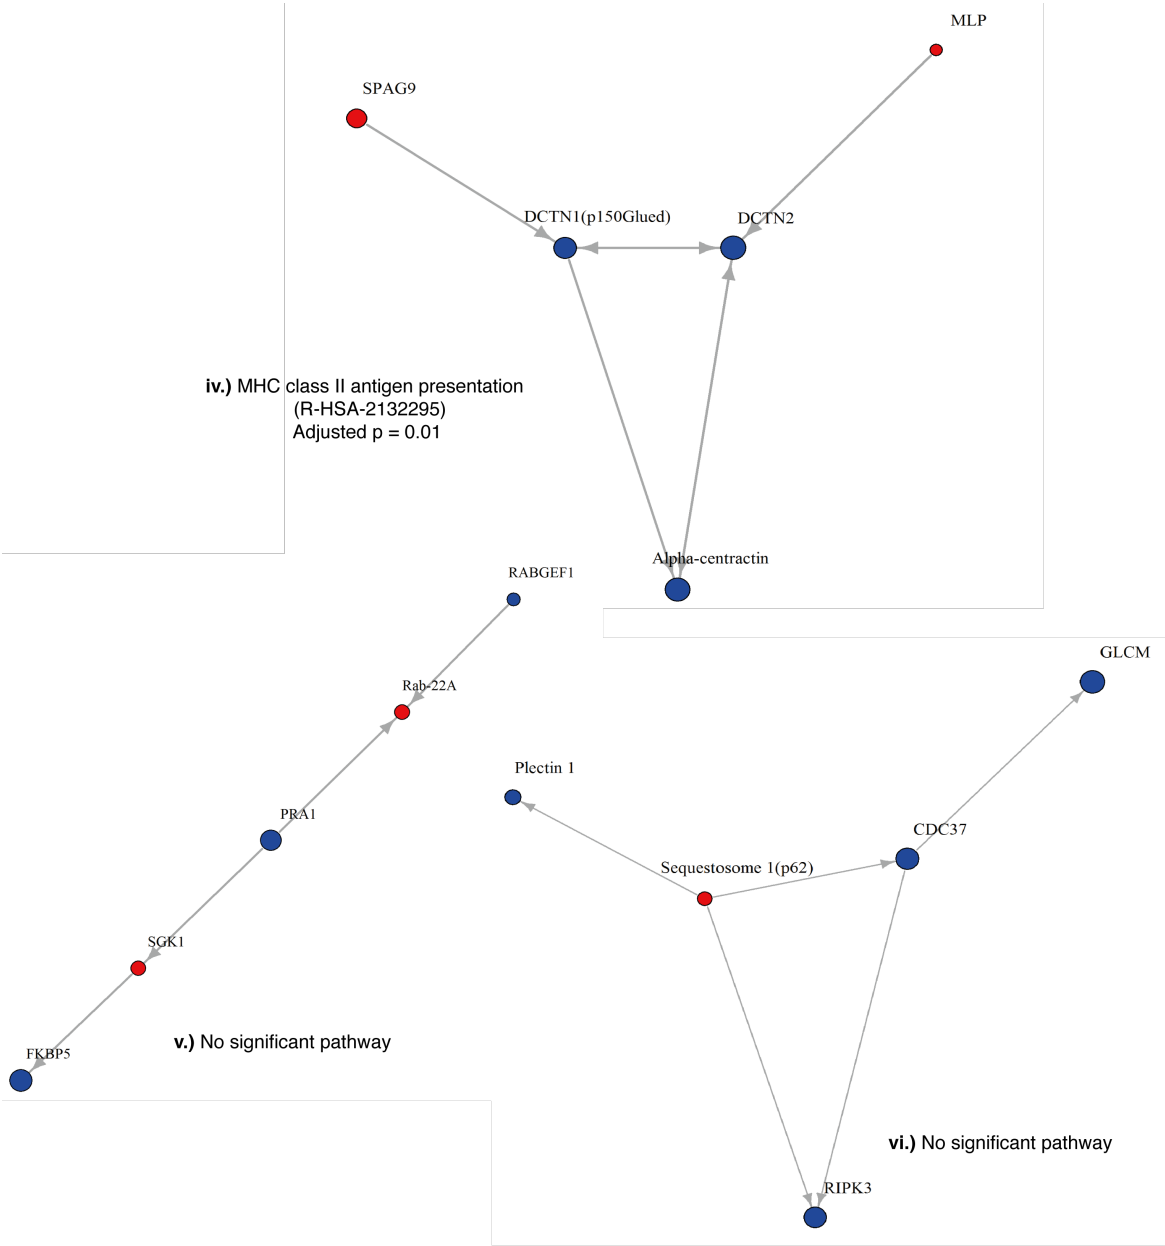 MLP
SPAG9
DCTN1(p150Glued)
DCTN2
iv.) MHC class II antigen presentation
(R-HSA-2132295)
Adjusted p = 0.01
Alpha-centractin
RABGEF1
Rab-22A
PRA1
SGK1
FKBP5
v.) No significant pathway
GLCM
Plectin 1
CDC37
Sequestosome 1(p62)
vi.) No significant pathway
RIPK3